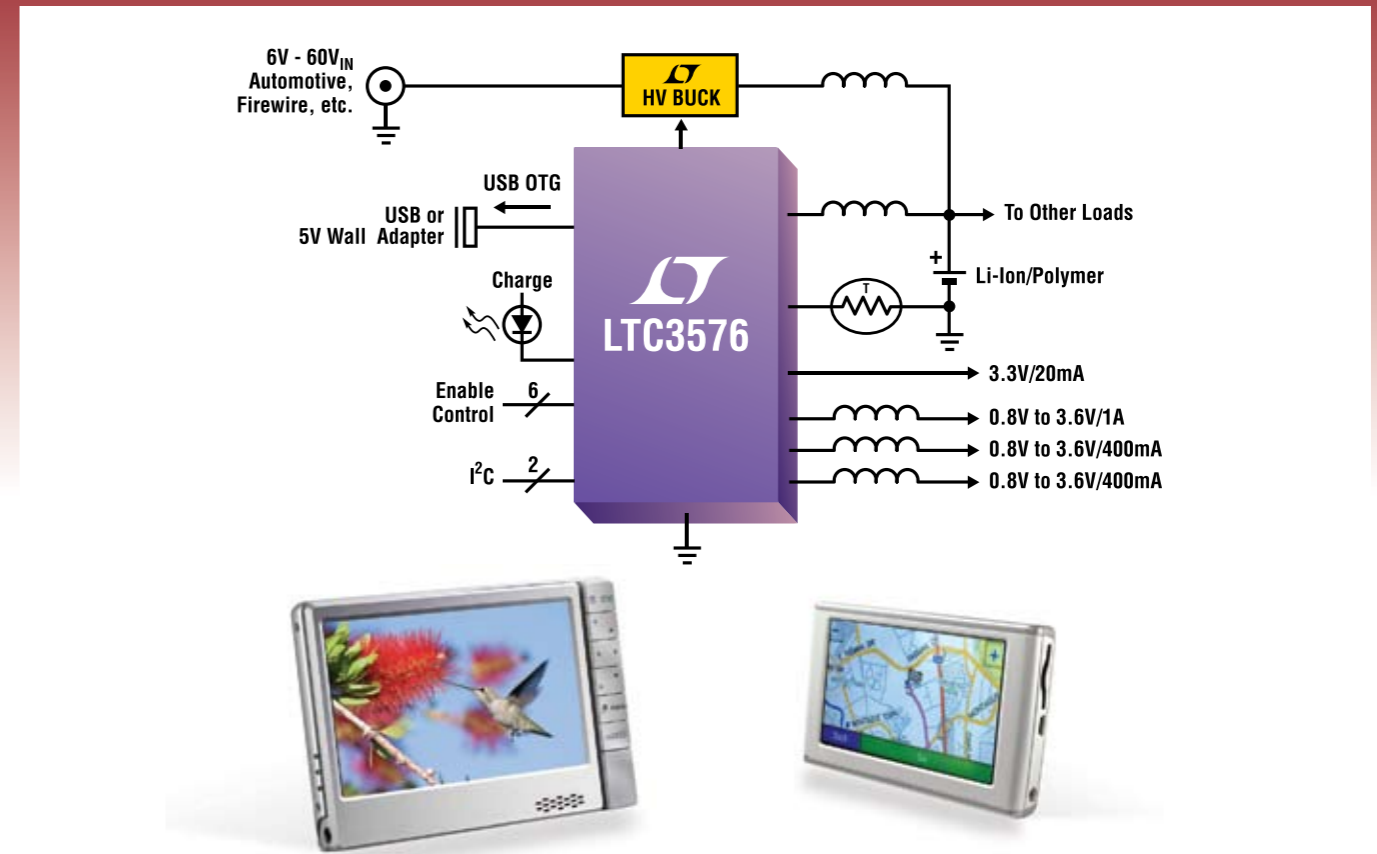 6V - 60VIN
Automotive,
Firewire, etc.
HV BUCK
USB OTG
USB or
5V Wall Adapter
To Other Loads
+
Li-Ion/Polymer
T
Charge
LTC3576
3.3V/20mA
Enable
Control
6
0.8V to 3.6V/1A
0.8V to 3.6V/400mA
I²C
2
0.8V to 3.6V/400mA